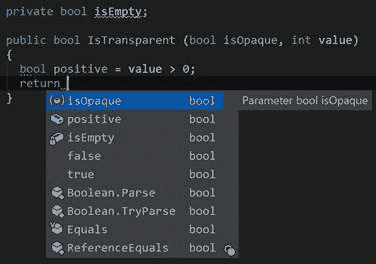 private bool isEmpty;
public bool IsTransparent (bool isOpaque, int value)
{
bool positive = value > 0;
return
}
isOpaque bool Parameter bool isOpaque
positive bool
isEmpty bool
false bool
true bool
Boolean.Parse bool
Boolean.TryParse bool
Equals bool
ReferenceEquals bool